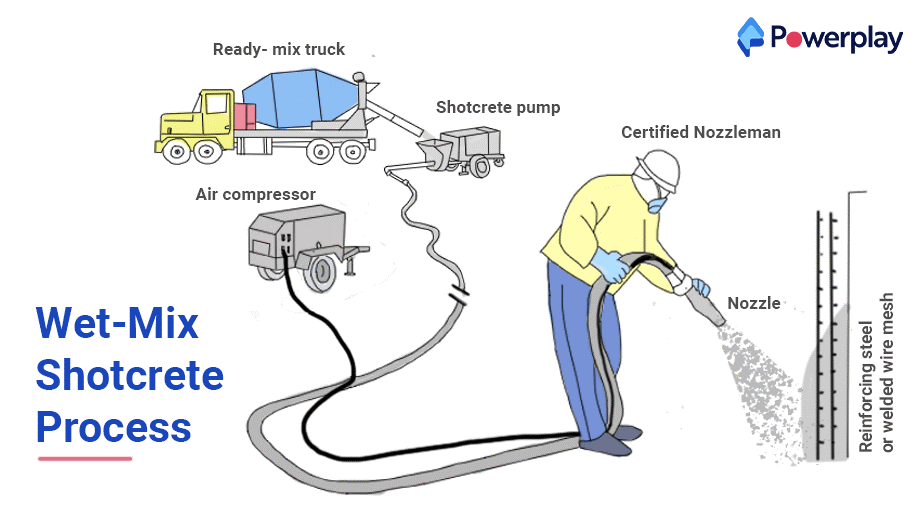 Powerplay
Ready- mix truck
Shotcrete pump
Certified Nozzleman
Air compressor
Nozzle
Wet-Mix
Shotcrete
Process
Reinforcing steel
or welded wire mesh